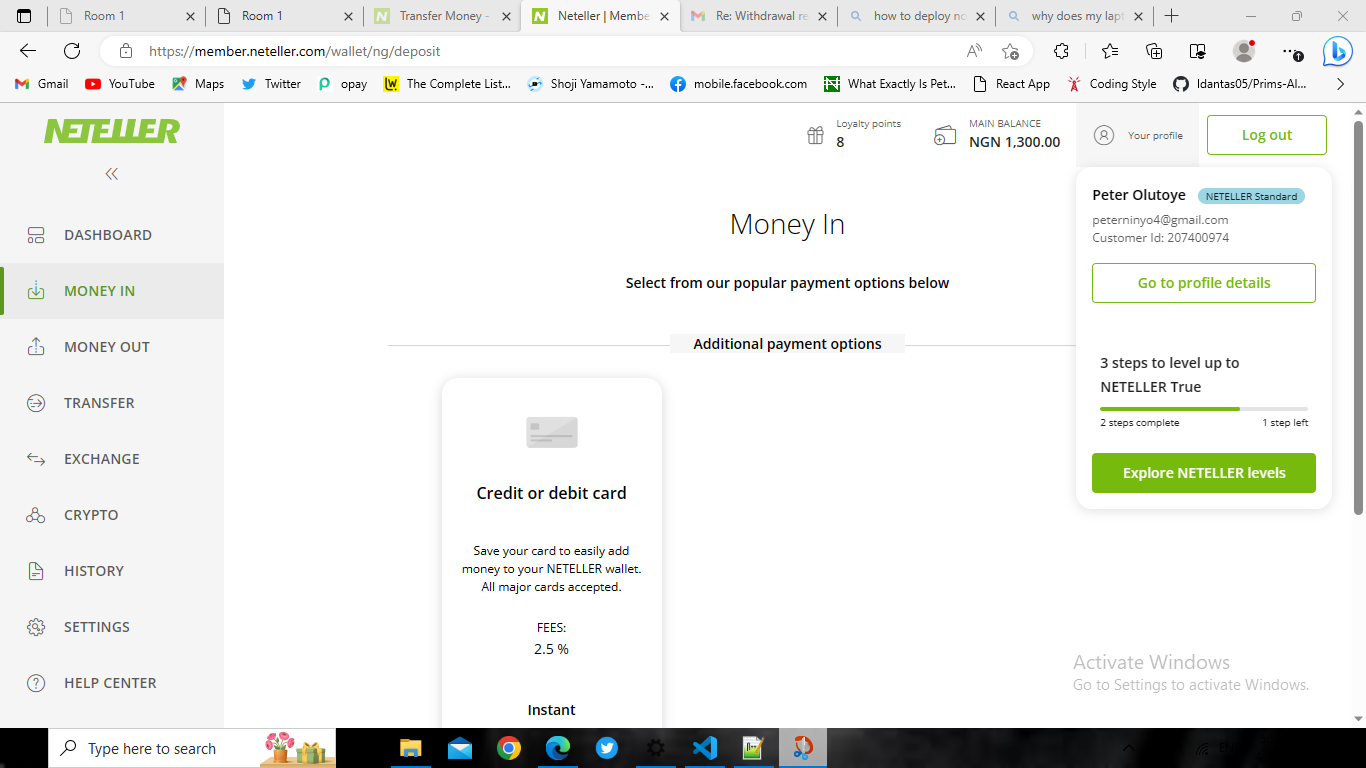 Room 1
Room 1
Transfer Money -
Neteller | Membe
Re: Withdrawal re
how to deploy no
why does my lapt
https://member.neteller.com/wallet/ng/deposit
Gmail
YouTube
Maps
Twitter
opay
The Complete List...
Shoji Yamamoto -...
mobile.facebook.com
What Exactly Is Pet...
React App
Coding Style
Idantas05/Prims-Al...
NETELLER
Loyalty points
8
MAIN BALANCE
NGN 1,300.00
Your profile
Log out
DASHBOARD
MONEY IN
MONEY OUT
TRANSFER
EXCHANGE
CRYPTO
HISTORY
SETTINGS
HELP CENTER
Money In
Select from our popular payment options below
Additional payment options
Credit or debit card
Save your card to easily add
money to your NETELLER wallet.
All major cards accepted.
FEES:
2.5 %
Instant
Peter Olutoye NETELLER Standard
peterninyo4@gmail.com
Customer Id: 207400974
Go to profile details
3 steps to level up to
NETELLER True
2 steps complete
1 step left
Explore NETELLER levels
Activate Windows
Go to Settings to activate Windows.
Type here to search